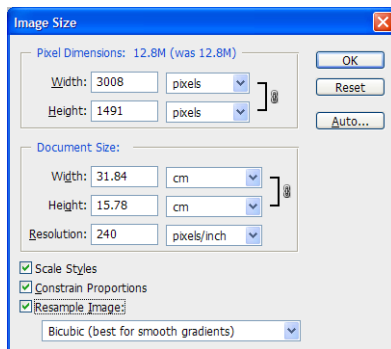 Image Size
Pixel Dimensions: 12.8M (was 12.8M)
OK
Width: 3008 pixels
Reset
Height: 1491 pixels
Auto...
Document Size:
Width: 31.84 cm
Height: 15.78 cm
Resolution: 240 pixels/inch
Scale Styles
Constrain Proportions
Resample Image:
Bicubic (best for smooth gradients)